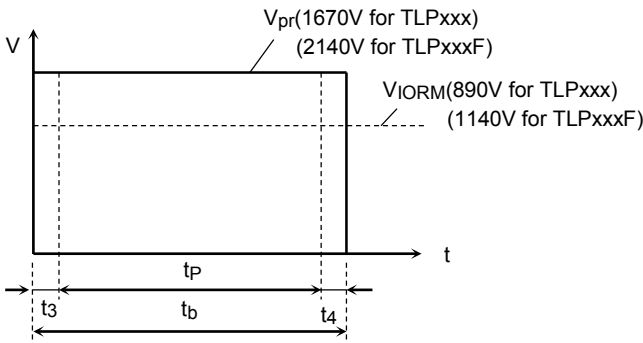 Vpr(1670V for TLPxxx)
(2140V for TLPxxxF)
V
VIORM(890V for TLPxxx)
(1140V for TLPxxxF)
t
tP
t3
tb
t4